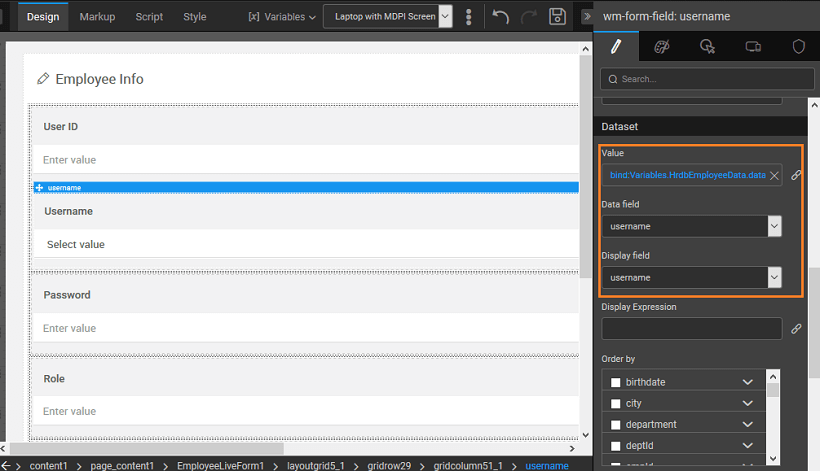 Design Markup Script Style [x] Variables Laptop with MDPI Screen
wm-form-field: username
Search...
Employee Info
User ID
Enter value
username
Username
Select value
Password
Enter value
Role
Enter value
Dataset
Value
bind:Variables.HrdbEmployeeData.data
Data field
username
Display field
username
Display Expression
Order by
birthdate
city
department
deptId
content1 > page_content1 > EmployeeLiveForm1 > layoutgrid5_1 > gridrow29 > gridcolumn51_1 > username